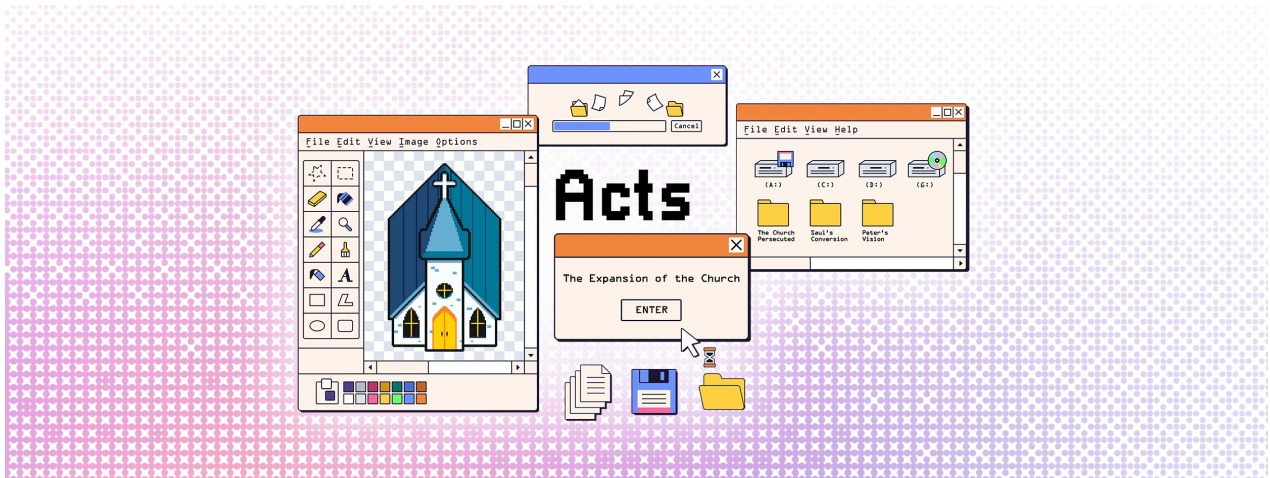 Cancel
File Edit View Image Options
A
Acts
The Expansion of the Church
ENTER
File Edit View Help
(A:) (C:) (D:) (G:)
The Church Persecuted
Saul's Conversion
Peter's Vision